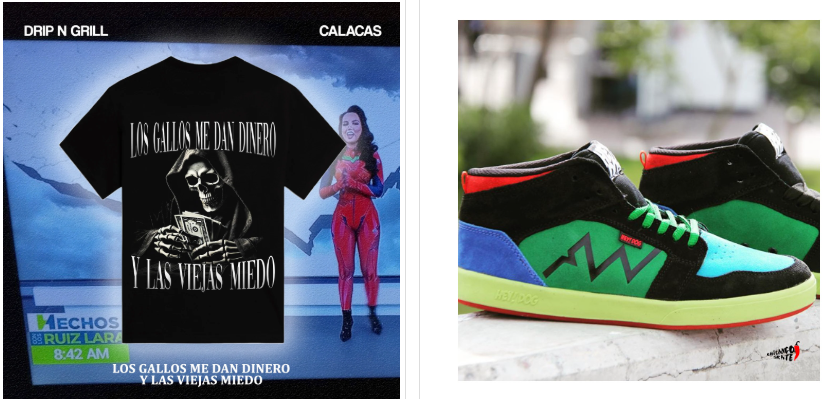 DRIP N GRILL
CALACAS
LOS GALLOS ME DAN DINERO
Y LAS VIEJAS MIEDO
HECHOS
RUIZ LARA
8:42 AM
LOS GALLOS ME DAN DINERO
Y LAS VIEJAS MIEDO